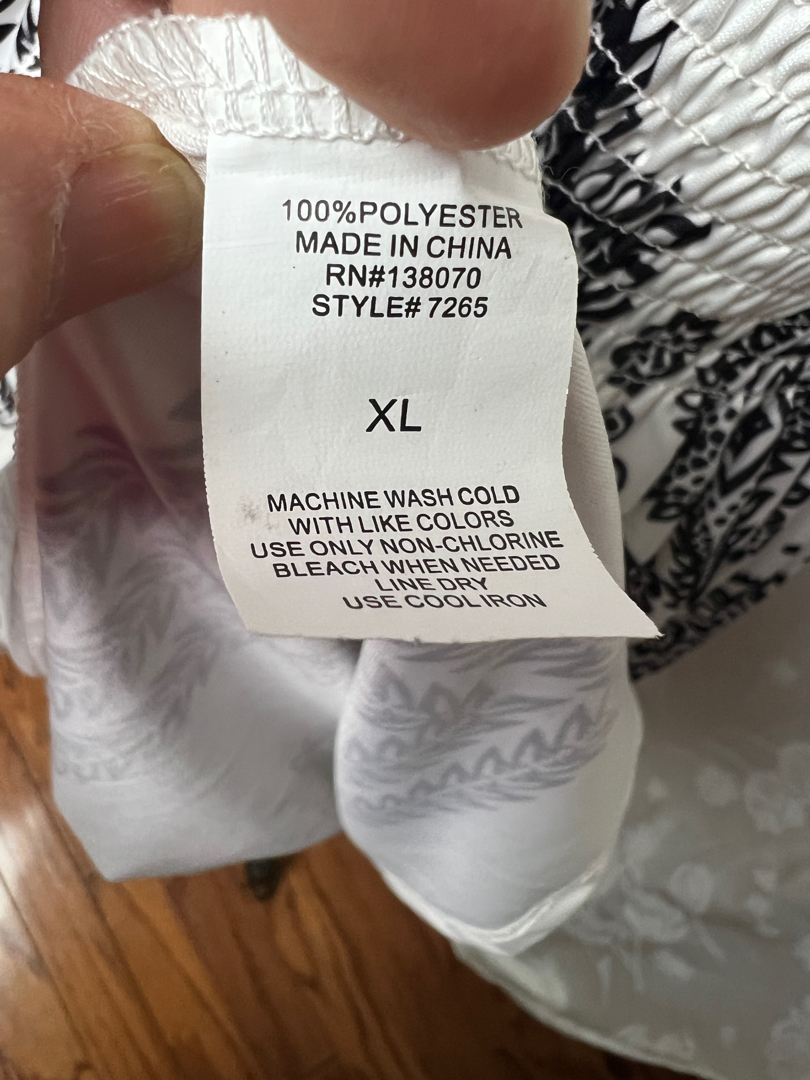 100%POLYESTER
MADE IN CHINA
RN#138070
STYLE# 7265
XL
MACHINE WASH COLD
WITH LIKE COLORS
USE ONLY NON-CHLORINE
BLEACH WHEN NEEDED
LINE DRY
USE COOL IRON